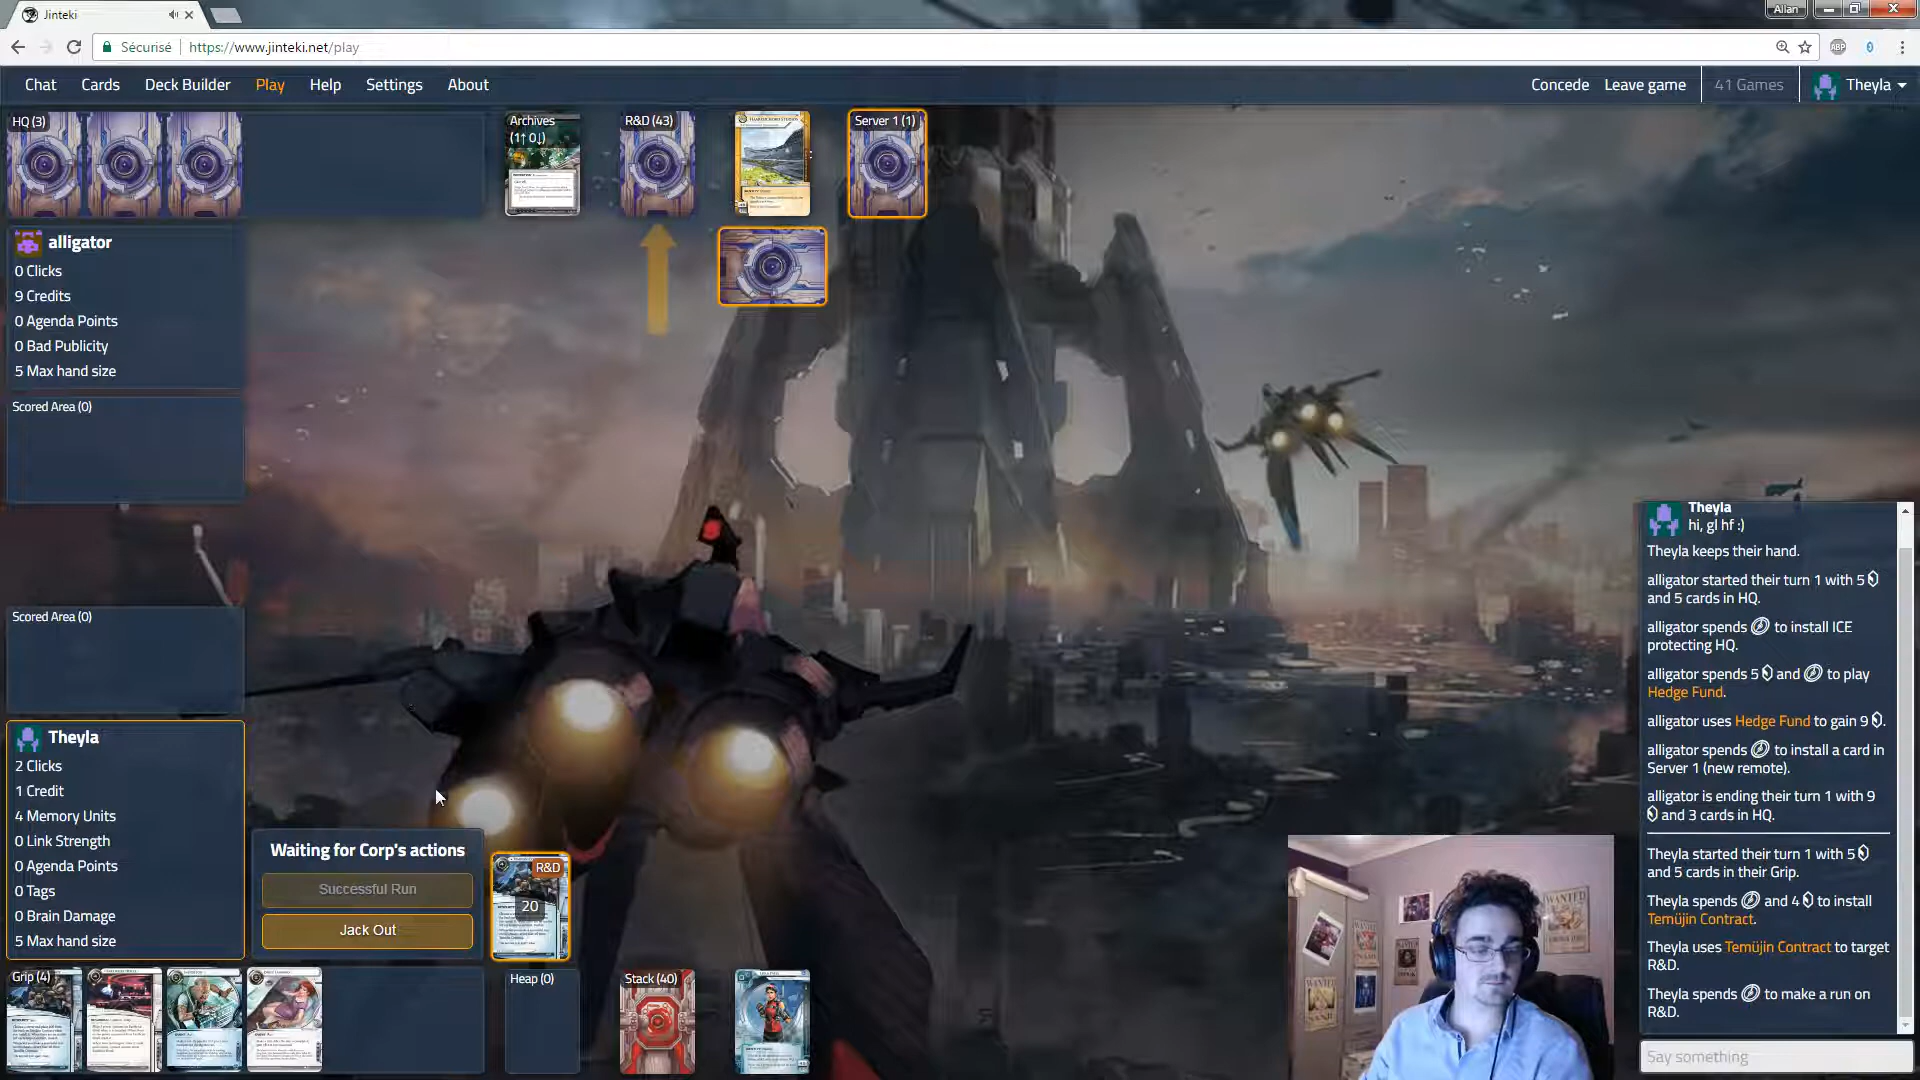 Jinteki
Allan
Sécurisé
https://www.jinteki.net/play
ABP
Chat
Cards
Deck Builder
Play
Help
Settings
About
Concede
Leave game
41 Games
Theyla
HQ (3)
Archives
(1↑ 0↓)
R&D (43)
Server 1 (1)
alligator
0 Clicks
9 Credits
0 Agenda Points
0 Bad Publicity
5 Max hand size
Scored Area (0)
Scored Area (0)
Theyla
2 Clicks
1 Credit
4 Memory Units
0 Link Strength
0 Agenda Points
0 Tags
0 Brain Damage
5 Max hand size
Waiting for Corp's actions
Successful Run
Jack Out
R&D
20
Grip (4)
Heap (0)
Stack (40)
Theyla
hi, gl hf :)
Theyla keeps their hand.
alligator started their turn 1 with 5
and 5 cards in HQ.
alligator spends to install ICE
protecting HQ.
alligator spends 5 and to play
Hedge Fund.
alligator uses Hedge Fund to gain 9 .
alligator spends to install a card in
Server 1 (new remote).
alligator is ending their turn 1 with 9
and 3 cards in HQ.
Theyla started their turn 1 with 5
and 5 cards in their Grip.
Theyla spends and 4 to install
Temüjin Contract.
Theyla uses Temüjin Contract to target
R&D.
Theyla spends to make a run on
R&D.
Say something
WANTED
WANTED
WANTED